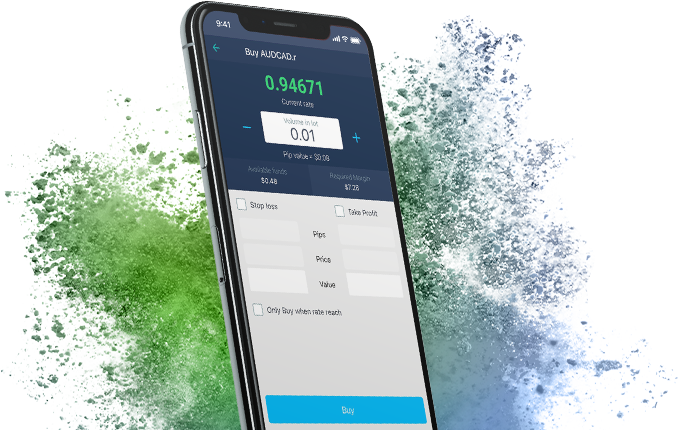 9:41
Buy AUDCAD.r
0.94671
Current rate
Volume in lot
0.01
Pip value = $0.08
Available funds
Required Margin
$0.48
$7.28
Stop loss
Take Profit
Pips
Price
Value
Only Buy when rate reach
Buy